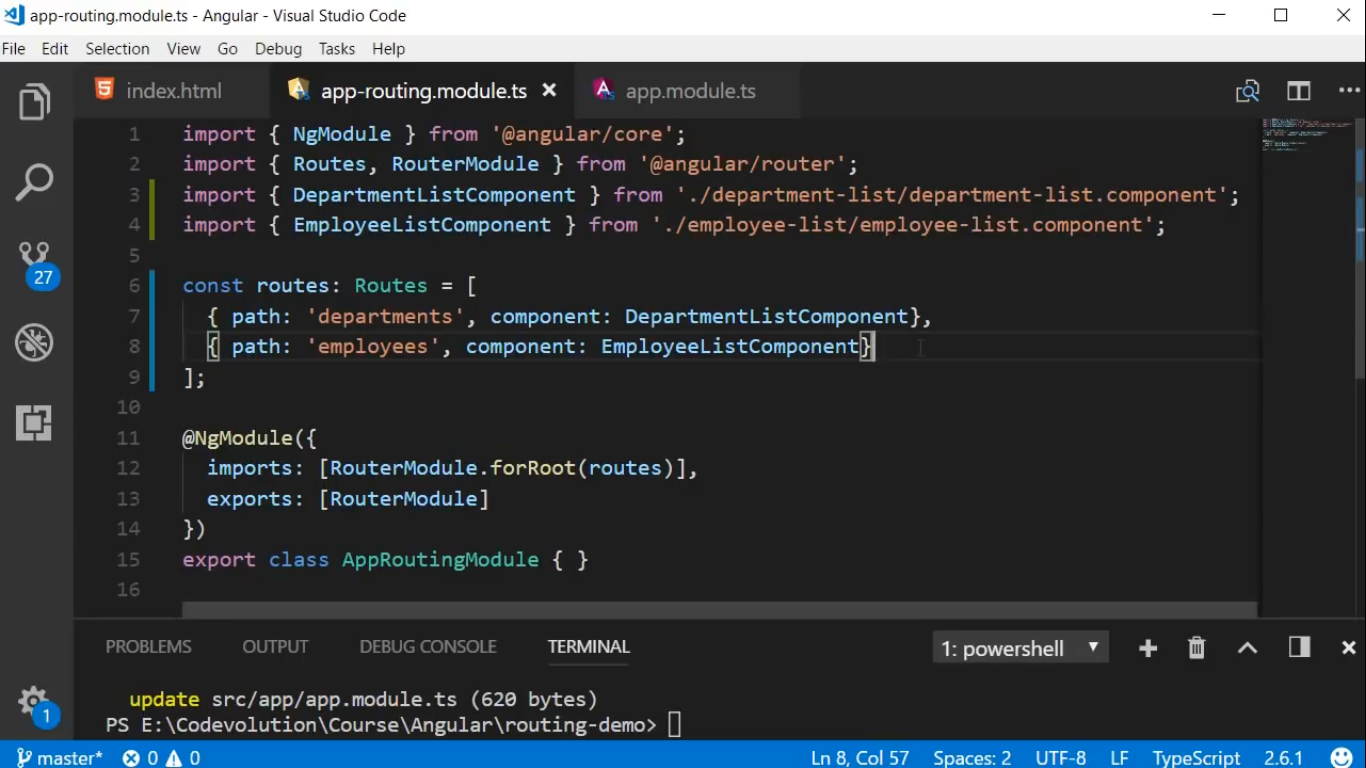 app-routing.module.ts - Angular - Visual Studio Code
File Edit Selection View Go Debug Tasks Help
index.html app-routing.module.ts app.module.ts
1 import { NgModule } from '@angular/core';
2 import { Routes, RouterModule } from '@angular/router';
3 import { DepartmentListComponent } from './department-list/department-list.component';
4 import { EmployeeListComponent } from './employee-list/employee-list.component';
5
6 const routes: Routes = [
7 { path: 'departments', component: DepartmentListComponent},
8 { path: 'employees', component: EmployeeListComponent}
9 ];
10
11 @NgModule({
12 imports: [RouterModule.forRoot(routes)],
13 exports: [RouterModule]
14 })
15 export class AppRoutingModule { }
16
27
PROBLEMS OUTPUT DEBUG CONSOLE TERMINAL 1: powershell
update src/app/app.module.ts (620 bytes)
PS E:\Codevolution\Course\Angular\routing-demo>
1
master* 0 0 Ln 8, Col 57 Spaces: 2 UTF-8 LF TypeScript 2.6.1